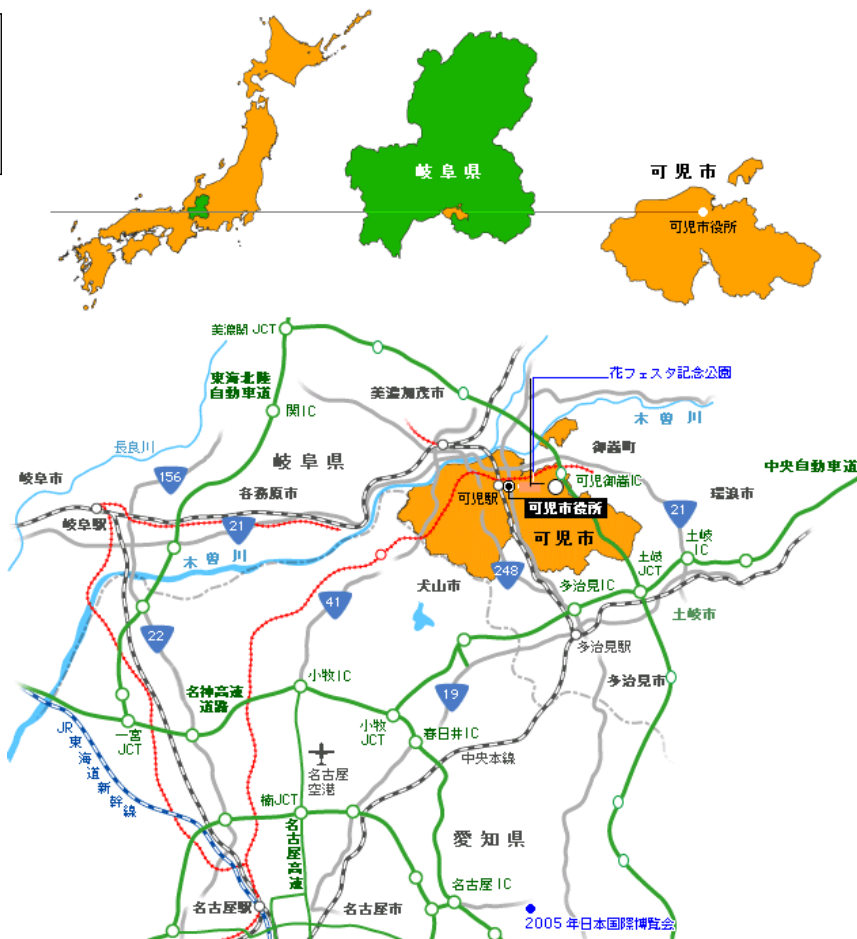 岐阜県
可児市
可児市役所
美濃関 JCT
花フェスタ記念公園
東海北陸
自動車道
美濃加茂市
関IC
木曽川
長良川
岐阜県
御嵩町
中央自動車道
岐阜市
156
各務原市
可児御嵩IC
瑞浪市
可児駅
可児市役所
岐阜駅
21
21
可児市
土岐
IC
木曽川
土岐
JCT
248
犬山市
多治見IC
41
土岐市
22
多治見駅
小牧IC
多治見市
名神高速
道路
19
一宮
JCT
小牧
JCT
春日井IC
JR東海道新幹線
中央本線
名古屋
空港
楠JCT
名古屋高速
愛知県
名古屋 IC
名古屋駅
名古屋市
2005 年日本国際博覧会